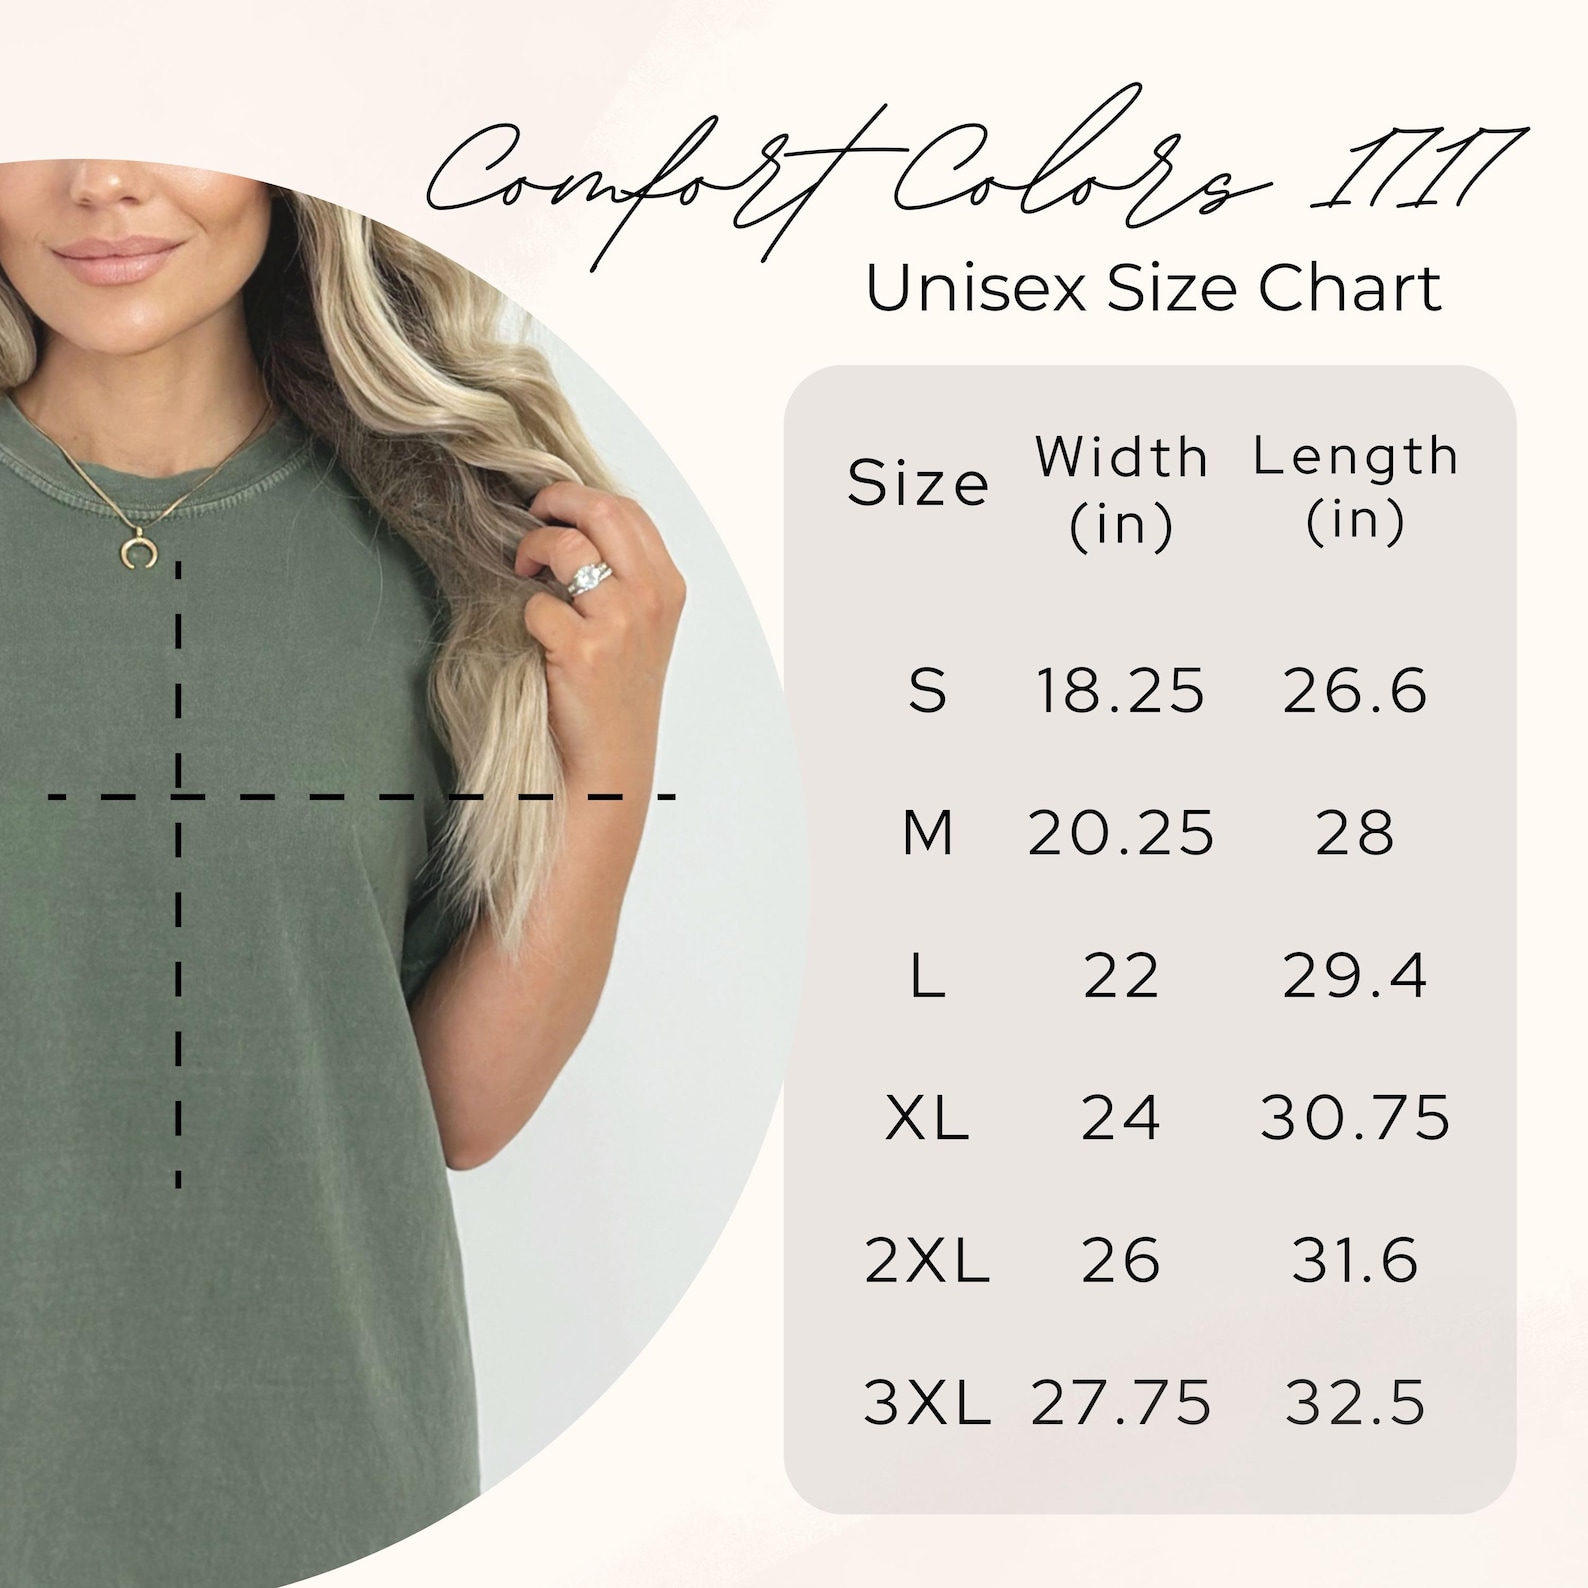 Comfort Colors 1717
Unisex Size Chart
Size Width (in) Length (in)
S 18.25 26.6
M 20.25 28
L 22 29.4
XL 24 30.75
2XL 26 31.6
3XL 27.75 32.5